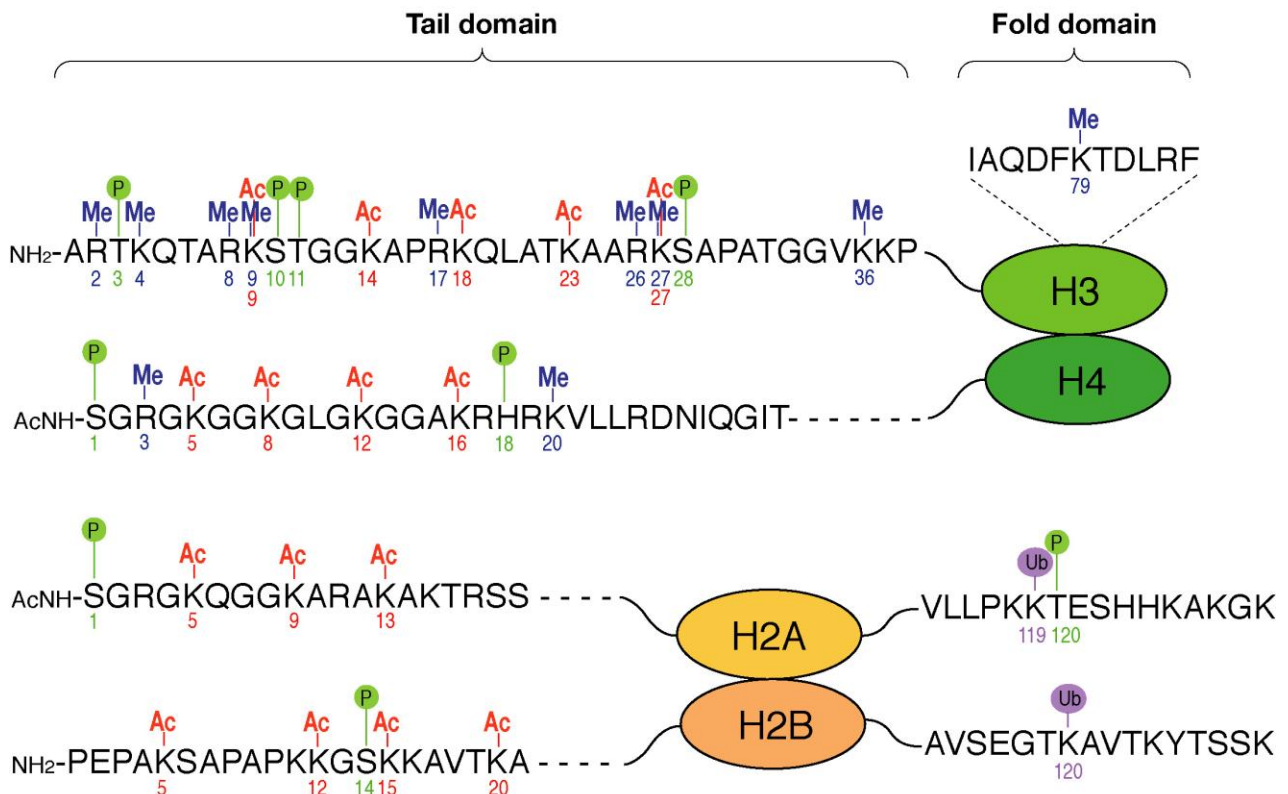 Tail domain Fold domain
Me
IAQDFKTDLRF
79
P Ac P P Ac P
Me Me Me Me Ac Me Ac Ac Me Me Me
NH2-ARTKQTARKSTGGKAPRKQLATKAARKSAPATGGVKKP
2 3 4 8 9 10 11 14 17 18 23 26 27 28 36
9 27
H3
P P
Me Ac Ac Ac Ac Me
AcNH-SGRGKGGKGLGKGGAKRHRKVLLRDNIQGIT
1 3 5 8 12 16 18 20
H4
P Ac Ac Ac Ub P
AcNH-SGRGKQGGKARAKAKTRSS
1 5 9 13
H2A
VLLPKKTESHHKAKGK
119 120
P Ub
Ac Ac Ac Ac
NH2-PEPAKSAPAPKKGSKKAVTKA
5 12 14 15 20
H2B
AVSEGTKAVTKYTSSK
120